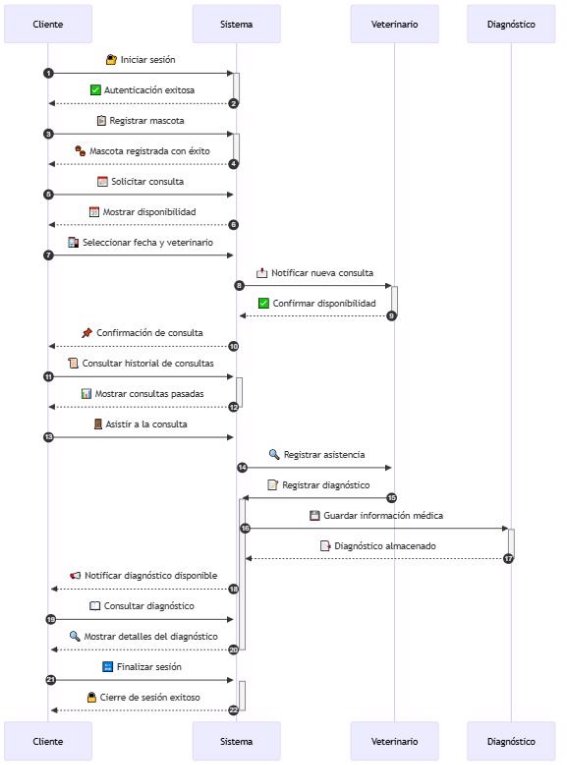 Cliente Sistema Veterinario Diagnóstico
Iniciar sesión
1
Autenticación exitosa
2
Registrar mascota
3
Mascota registrada con éxito
4
Solicitar consulta
5
Mostrar disponibilidad
6
Seleccionar fecha y veterinario
7
Notificar nueva consulta
8
Confirmar disponibilidad
9
Confirmación de consulta
10
Consultar historial de consultas
11
Mostrar consultas pasadas
12
Asistir a la consulta
13
Registrar asistencia
14
Registrar diagnóstico
15
Guardar información médica
16
Diagnóstico almacenado
17
Notificar diagnóstico disponible
18
Consultar diagnóstico
19
Mostrar detalles del diagnóstico
20
Finalizar sesión
21
Cierre de sesión exitoso
22
Cliente Sistema Veterinario Diagnóstico